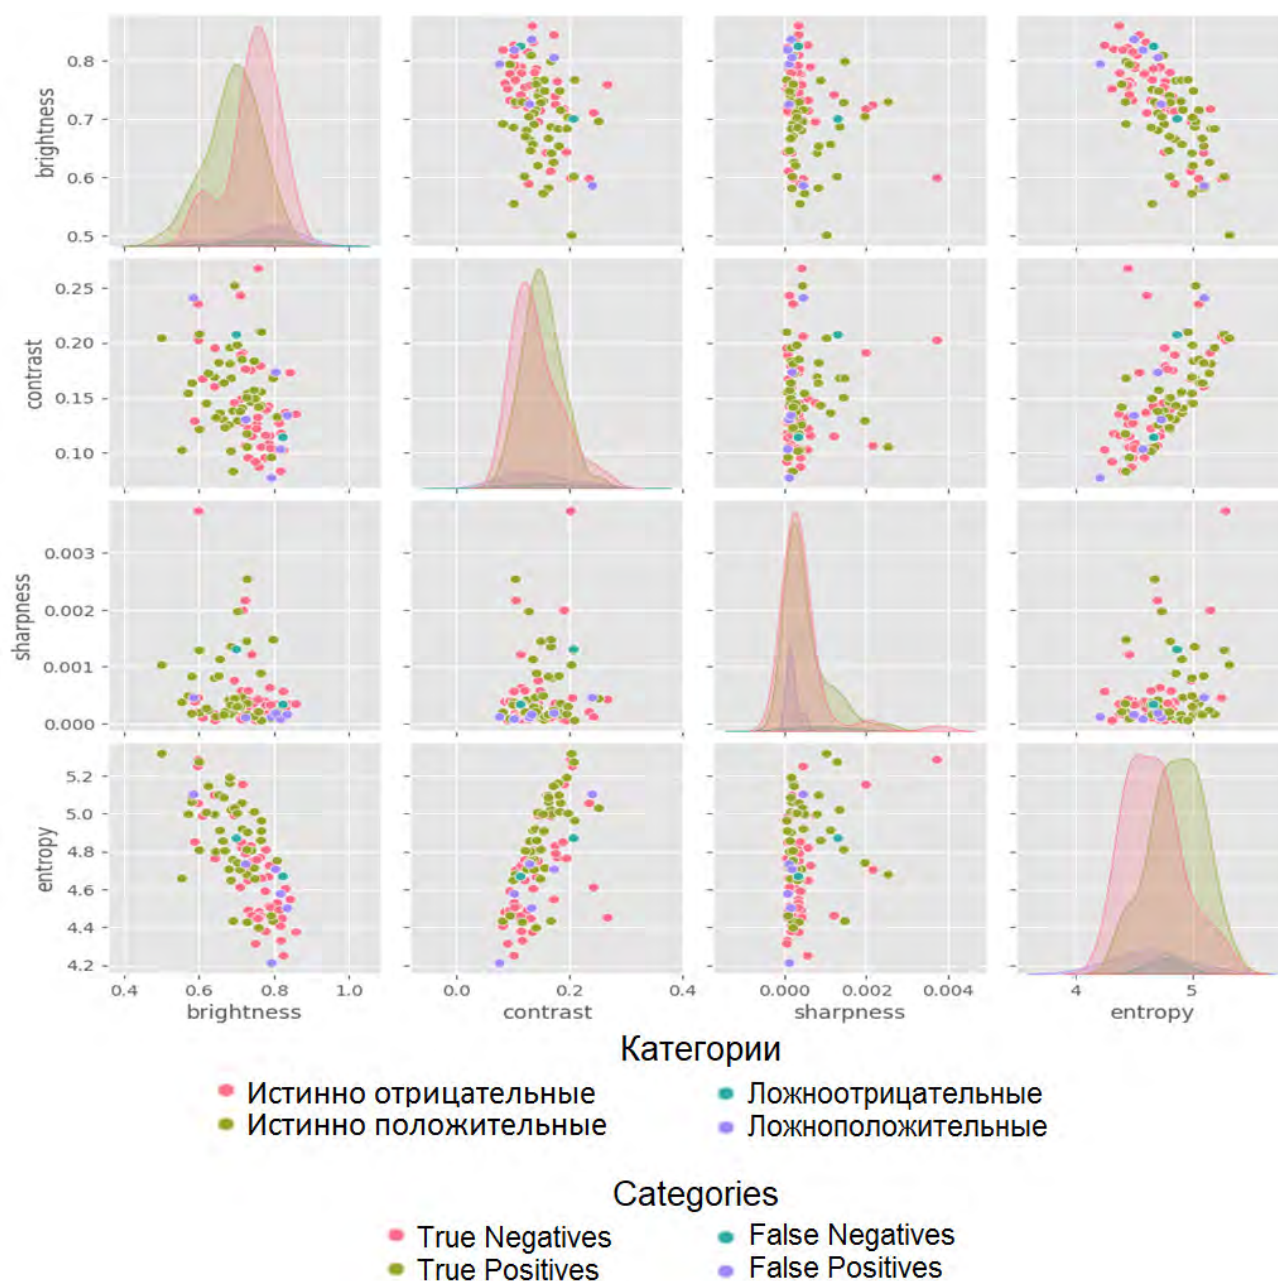 brightness
0.8
0.7
0.6
0.5
contrast
0.25
0.20
0.15
0.10
sharpness
0.003
0.002
0.001
0.000
entropy
5.2
5.0
4.8
4.6
4.4
4.2
0.4 0.6 0.8 1.0 0.0 0.2 0.4 0.000 0.002 0.004 4 5
brightness contrast sharpness entropy
Категории
Истинно отрицательные Ложноотрицательные
Истинно положительные Ложноположительные
Categories
True Negatives False Negatives
True Positives False Positives